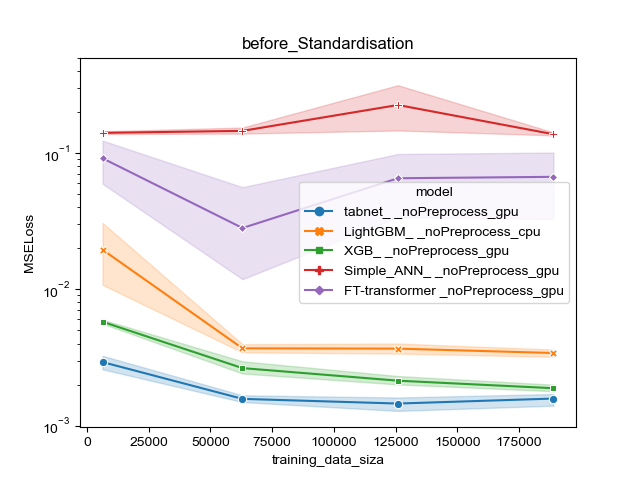 before_Standardisation
MSELoss
10⁻¹
10⁻²
10⁻³
model
tabnet_ _noPreprocess_gpu
LightGBM_ _noPreprocess_cpu
XGB_ _noPreprocess_gpu
Simple_ANN_ _noPreprocess_gpu
FT-transformer _noPreprocess_gpu
0 25000 50000 75000 100000 125000 150000 175000
training_data_siza